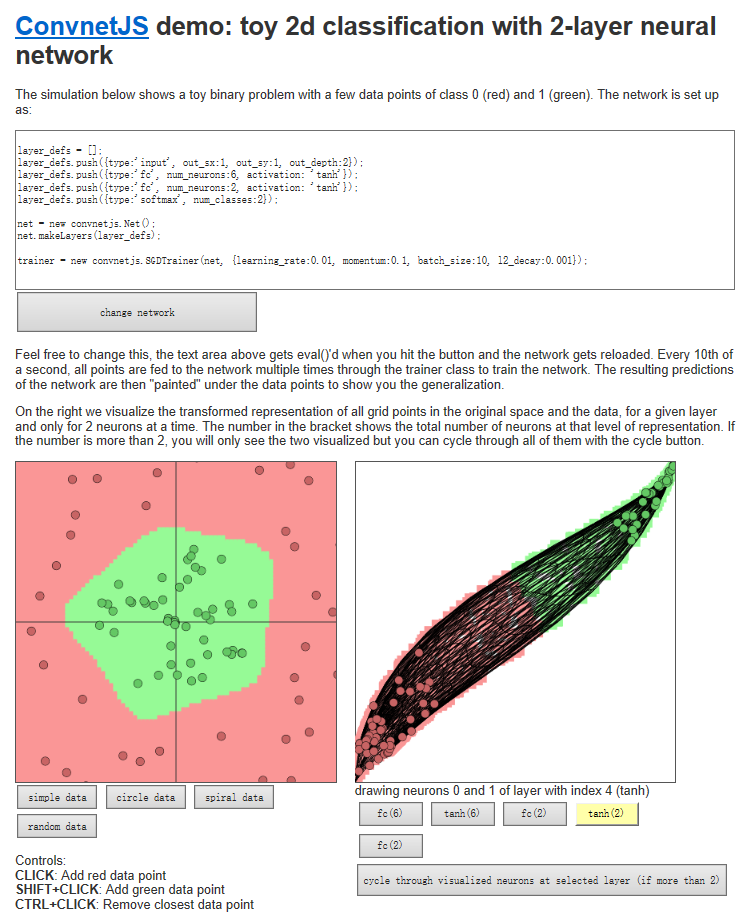 ConvnetJS demo: toy 2d classification with 2-layer neural
network
The simulation below shows a toy binary problem with a few data points of class 0 (red) and 1 (green). The network is set up
as:
layer_defs = [];
layer_defs.push({type:'input', out_sx:1, out_sy:1, out_depth:2});
layer_defs.push({type:'fc', num_neurons:6, activation: 'tanh'});
layer_defs.push({type:'fc', num_neurons:2, activation: 'tanh'});
layer_defs.push({type:'softmax', num_classes:2});
net = new convnetjs.Net();
net.makeLayers(layer_defs);
trainer = new convnetjs.SGDTrainer(net, {learning_rate:0.01, momentum:0.1, batch_size:10, l2_decay:0.001});
change network
Feel free to change this, the text area above gets eval()'d when you hit the button and the network gets reloaded. Every 10th of
a second, all points are fed to the network multiple times through the trainer class to train the network. The resulting predictions
of the network are then "painted" under the data points to show you the generalization.
On the right we visualize the transformed representation of all grid points in the original space and the data, for a given layer
and only for 2 neurons at a time. The number in the bracket shows the total number of neurons at that level of representation. If
the number is more than 2, you will only see the two visualized but you can cycle through all of them with the cycle button.
simple data
circle data
spiral data
random data
drawing neurons 0 and 1 of layer with index 4 (tanh)
fc(6)
tanh(6)
fc(2)
tanh(2)
fc(2)
cycle through visualized neurons at selected layer (if more than 2)
Controls:
CLICK: Add red data point
SHIFT+CLICK: Add green data point
CTRL+CLICK: Remove closest data point